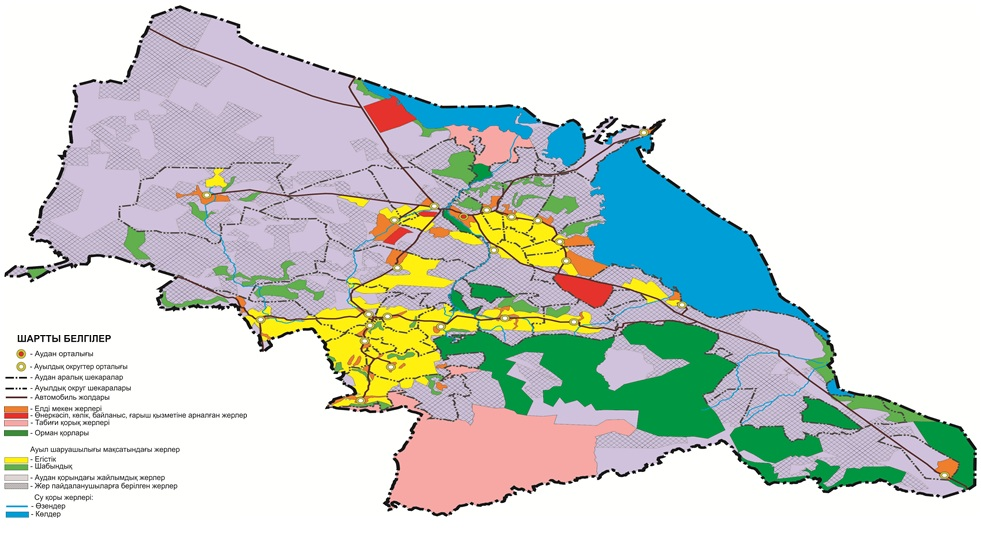 ШАРТТЫ БЕЛГІЛЕР
- Аудан орталығы
- Ауылдық округтер орталығы
- Аудан аралық шекаралар
- Ауылдық округ шекаралары
- Автомобиль жолдары
- Елді мекен жерлері
- Өнеркәсіп, көлік, байланыс, ғарыш қызметіне арналған жерлер
- Табиғи қорық жерлері
- Орман қорлары
Ауыл шаруашылығы мақсатындағы жерлер
- Егістік
- Шабындық
- Аудан қорындағы жайлымдық жерлер
- Жер пайдаланушыларға берілген жерлер
Су қоры жерлері:
- Өзендер
- Көлдер